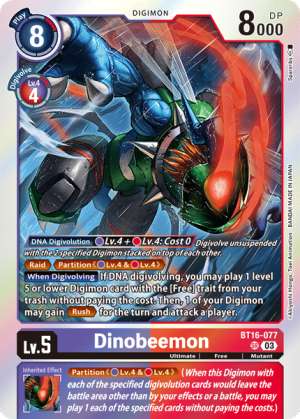 DIGIMON
Play
8
8000
DP
Digivolve
Lv.4
4
DNA Digivolution Lv.4 + Lv.4: Cost 0 Digivolve unsuspended
with the 2 specified Digimon stacked on top of each other.
Raid Partition (Lv.4 & Lv.4)
When Digivolving If DNA digivolving, you may play 1 level
5 or lower Digimon card with the [Free] trait from your
trash without paying the cost. Then, 1 of your Digimon
may gain Rush for the turn and attack a player.
Dinobeemon
BT16-077
Lv.5
SR 03
Ultimate Free Mutant
Inherited Effect
Partition (Lv.4 & Lv.4) (When this Digimon with
each of the specified digivolution cards would leave the
battle area other than by your effects or a battle, you may
play 1 each of the specified cards without paying the costs.)
©Akiyoshi Hongo, Toei Animation BANDAI MADE IN JAPAN